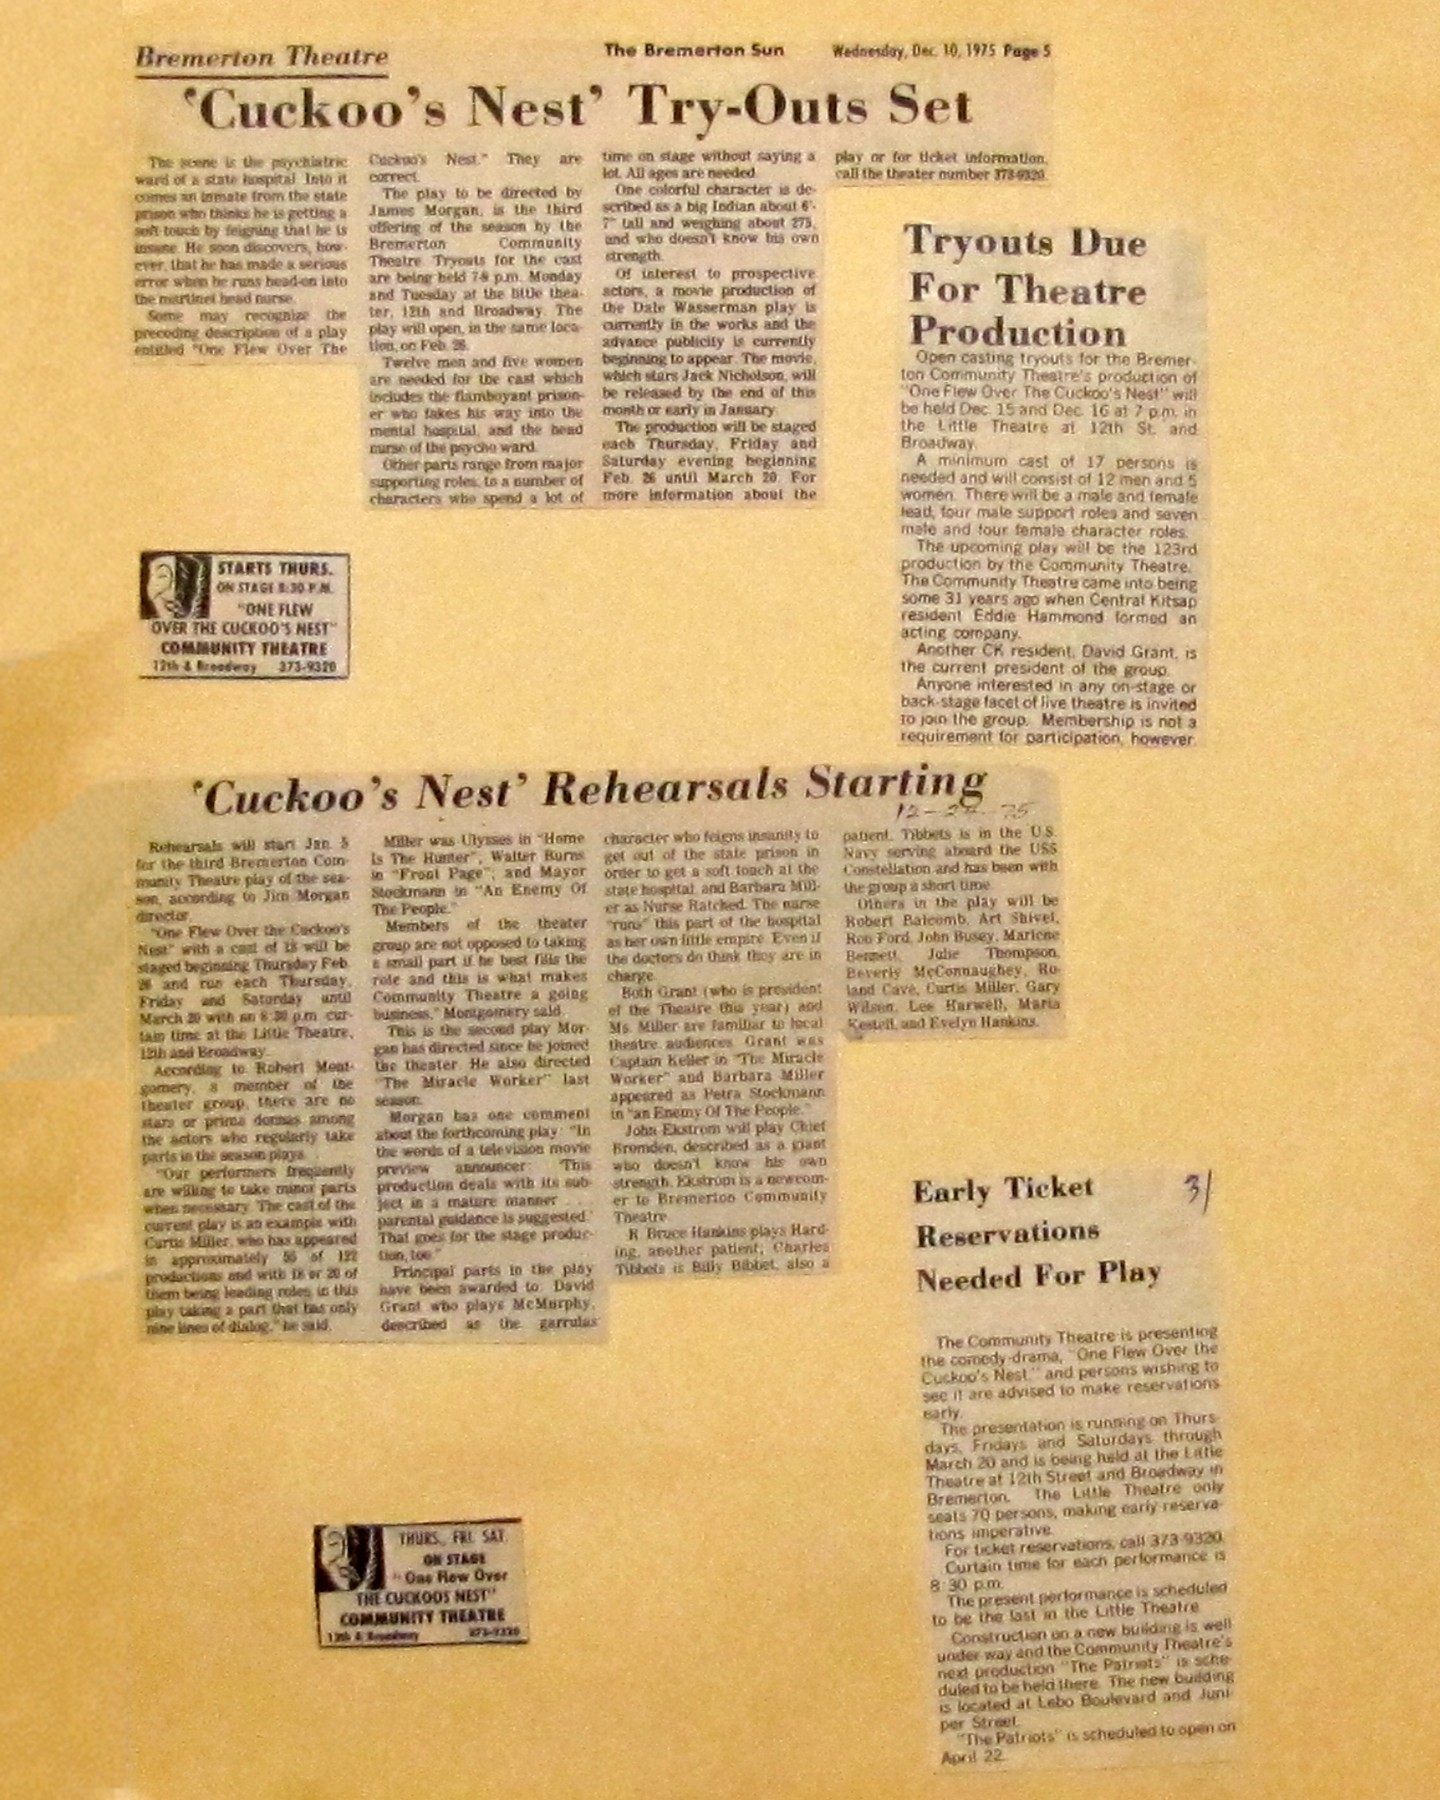 Bremerton Theatre
The Bremerton Sun Wednesday, Dec. 10, 1975 Page 5
'Cuckoo's Nest' Try-Outs Set
The scene is the psychiatric
ward of a state hospital. Into it
comes an inmate from the state
prison who thinks he is getting a
soft touch by feigning that he is
insane. He soon discovers, how-
ever, that he has made a serious
error when he runs head-on into
the martinet head nurse.
Some may recognize the
preceding description of a play
entitled "One Flew Over The
Cuckoo's Nest." They are
correct.
The play to be directed by
James Morgan, is the third
offering of the season by the
Bremerton Community
Theatre. Tryouts for the cast
are being held 7-9 p.m. Monday
and Tuesday at the little thea-
ter, 12th and Broadway. The
play will open, in the same loca-
tion, on Feb. 26.
Twelve men and five women
are needed for the cast which
includes the flamboyant prison-
er who fakes his way into the
mental hospital, and the head
nurse of the psycho ward.
Other parts range from major
supporting roles, to a number of
characters who spend a lot of
time on stage without saying a
lot. All ages are needed.
One colorful character is de-
scribed as a big Indian about 6'-
7" tall and weighing about 275,
and who doesn't know his own
strength.
Of interest to prospective
actors, a movie production of
the Dale Wasserman play is
currently in the works and the
advance publicity is currently
beginning to appear. The movie,
which stars Jack Nicholson, will
be released by the end of this
month or early in January.
The production will be staged
each Thursday, Friday and
Saturday evening beginning
Feb. 26 until March 20. For
more information about the
play or for ticket information,
call the theater number 373-9320.
Tryouts Due
For Theatre
Production
Open casting tryouts for the Bremer-
ton Community Theatre's production of
"One Flew Over The Cuckoo's Nest" will
be held Dec. 15 and Dec. 16 at 7 p.m. in
the Little Theatre at 12th St. and
Broadway.
A minimum cast of 17 persons is
needed and will consist of 12 men and 5
women. There will be a male and female
lead, four male support roles and seven
male and four female character roles.
The upcoming play will be the 123rd
production by the Community Theatre.
The Community Theatre came into being
some 31 years ago when Central Kitsap
resident Eddie Hammond formed an
acting company.
Another CK resident, David Grant, is
the current president of the group.
Anyone interested in any on-stage or
back-stage facet of live theatre is invited
to join the group. Membership is not a
requirement for participation, however.
STARTS THURS.
ON STAGE 8:30 P.M.
"ONE FLEW
OVER THE CUCKOO'S NEST"
COMMUNITY THEATRE
12th & Broadway 373-9320
'Cuckoo's Nest' Rehearsals Starting
12-24-75
Rehearsals will start Jan. 5
for the third Bremerton Com-
munity Theatre play of the sea-
son, according to Jim Morgan
director.
"One Flew Over the Cuckoo's
Nest" with a cast of 18 will be
staged beginning Thursday Feb.
26 and run each Thursday,
Friday and Saturday until
March 20 with an 8:30 p.m. cur-
tain time at the Little Theatre,
12th and Broadway.
According to Robert Mont-
gomery, a member of the
theater group, there are no
stars or prima donnas among
the actors who regularly take
parts in the season plays.
"Our performers frequently
are willing to take minor parts
when necessary. The cast of the
current play is an example with
Curtis Miller, who has appeared
in approximately 55 of 122
productions and with 18 or 20 of
them being leading roles, in this
play taking a part that has only
nine lines of dialog," he said.
Miller was Ulysses in "Home
Is The Hunter"; Walter Burns
in "Front Page"; and Mayor
Stockmann in "An Enemy Of
The People."
Members of the theater
group are not opposed to taking
a small part if he best fills the
role and this is what makes
Community Theatre a going
business," Montgomery said.
This is the second play Mor-
gan has directed since he joined
the theater. He also directed
"The Miracle Worker" last
season.
Morgan has one comment
about the forthcoming play: "In
the words of a television movie
preview announcer: 'This
production deals with its sub-
ject in a mature manner . . .
parental guidance is suggested.'
That goes for the stage produc-
tion, too."
Principal parts in the play
have been awarded to: David
Grant who plays McMurphy,
described as the garrulas
character who feigns insanity to
get out of the state prison in
order to get a soft touch at the
state hospital, and Barbara Mill-
er as Nurse Ratched. The nurse
"runs" this part of the hospital
as her own little empire. Even if
the doctors do think they are in
charge.
Both Grant (who is president
of the Theatre this year) and
Ms. Miller are familiar to local
theatre audiences. Grant was
Captain Keller in "The Miracle
Worker" and Barbara Miller
appeared as Petra Stockmann
in "an Enemy Of The People."
John Ekstrom will play Chief
Bromden, described as a giant
who doesn't know his own
strength. Ekstrom is a newcom-
er to Bremerton Community
Theatre.
R. Bruce Hankins plays Hard-
ing, another patient; Charles
Tibbets is Billy Bibbet, also a
patient. Tibbets is in the U.S.
Navy serving aboard the USS
Constellation and has been with
the group a short time.
Others in the play will be
Robert Balcomb, Art Shivel,
Ron Ford, John Busey, Marlene
Bennett, Julie Thompson,
Beverly McConnaughey, Ro-
land Cave, Curtis Miller, Gary
Wilson, Lee Harwell, Maria
Kestell, and Evelyn Hankins.
Early Ticket
Reservations
Needed For Play
3/
The Community Theatre is presenting
the comedy-drama, "One Flew Over the
Cuckoo's Nest," and persons wishing to
see it are advised to make reservations
early.
The presentation is running on Thurs-
days, Fridays and Saturdays through
March 20 and is being held at the Little
Theatre at 12th Street and Broadway in
Bremerton. The Little Theatre only
seats 70 persons, making early reserva-
tions imperative.
For ticket reservations, call 373-9320.
Curtain time for each performance is
8:30 p.m.
The present performance is scheduled
to be the last in the Little Theatre.
Construction on a new building is well
under way and the Community Theatre's
next production "The Patriots" is sche-
duled to be held there. The new building
is located at Lebo Boulevard and Juni-
per Street.
"The Patriots" is scheduled to open on
April 22.
THURS., FRI. SAT.
ON STAGE
"One Flew Over
THE CUCKOOS NEST"
COMMUNITY THEATRE
12th & Broadway 373-9320